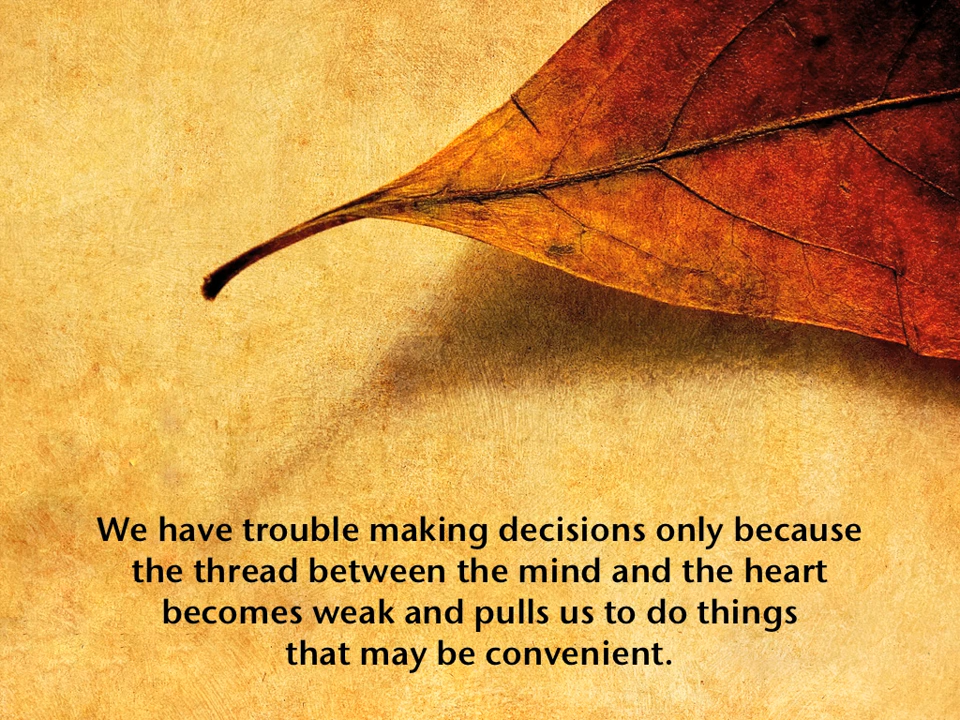 We have trouble making decisions only because
the thread between the mind and the heart
becomes weak and pulls us to do things
that may be convenient.